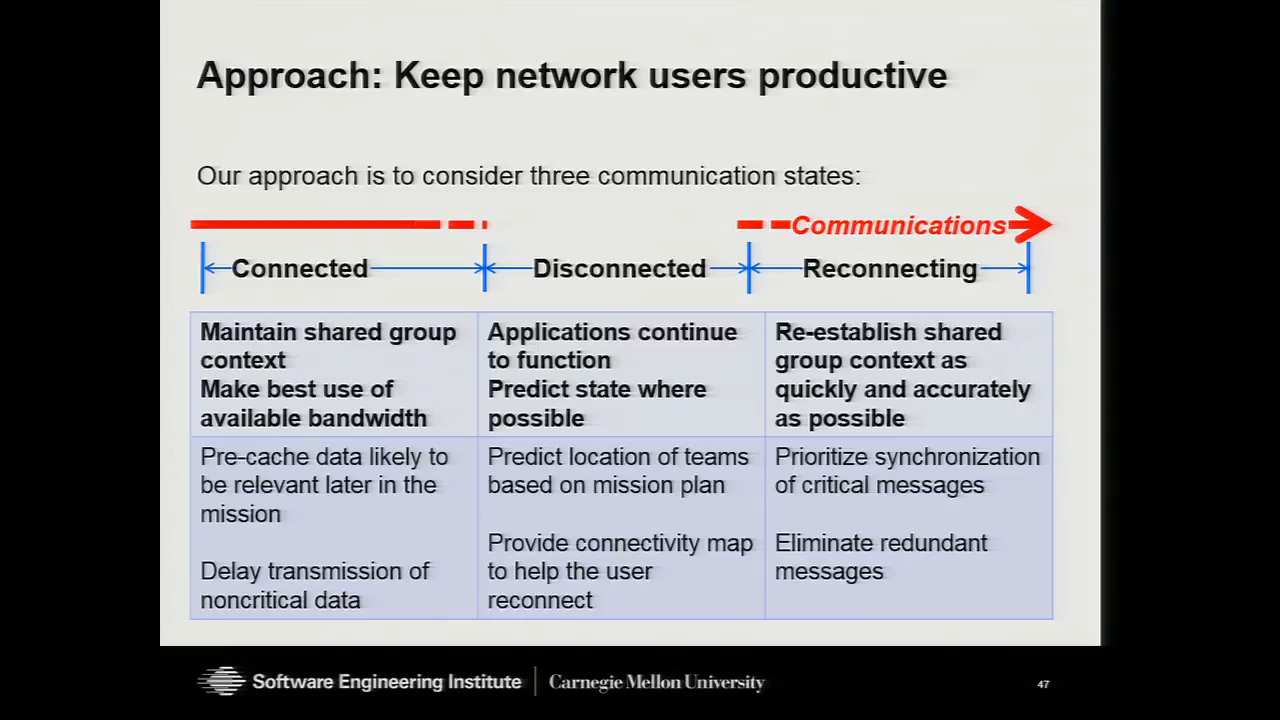 Approach: Keep network users productive
Our approach is to consider three communication states:
Communications
Connected
Disconnected
Reconnecting
Maintain shared group
context
Make best use of
available bandwidth
Applications continue
to function
Predict state where
possible
Re-establish shared
group context as
quickly and accurately
as possible
Pre-cache data likely to
be relevant later in the
mission
Delay transmission of
noncritical data
Predict location of teams
based on mission plan
Provide connectivity map
to help the user
reconnect
Prioritize synchronization
of critical messages
Eliminate redundant
messages
Software Engineering Institute
Carnegie Mellon University
47